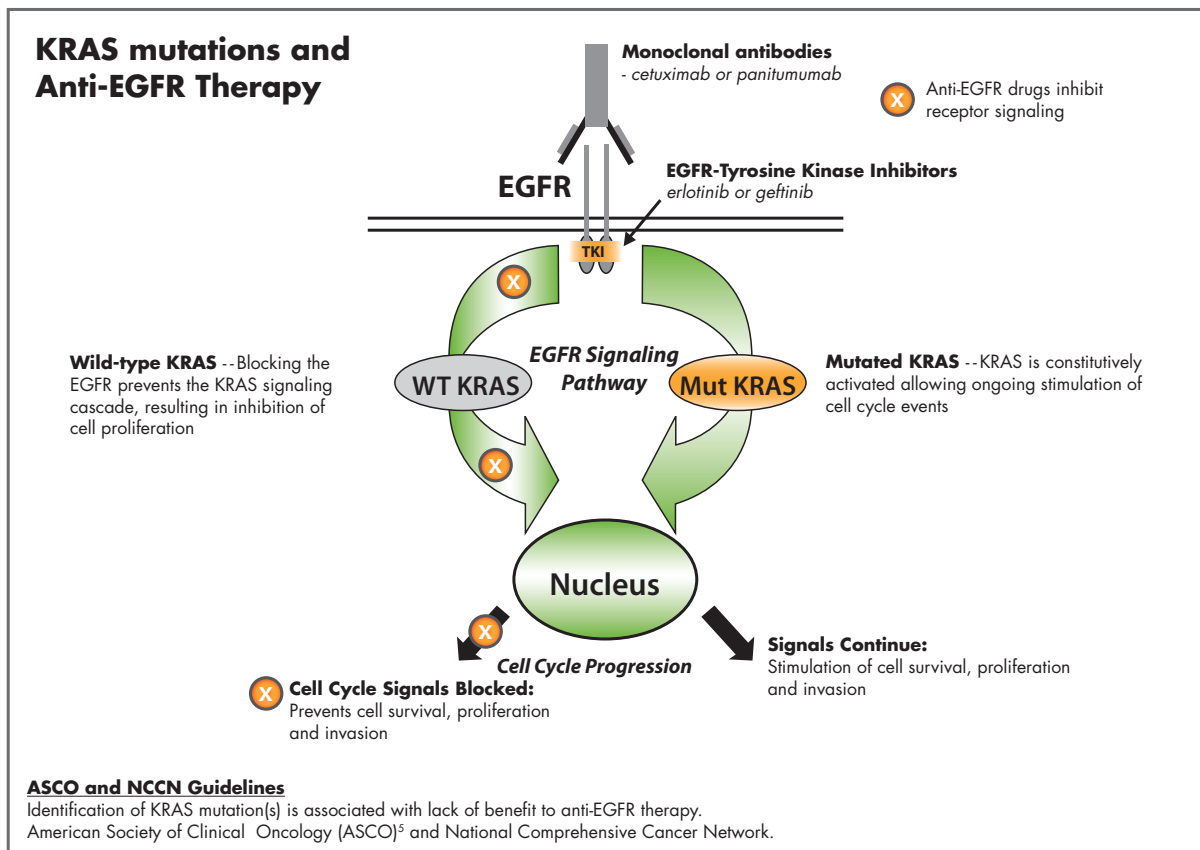 KRAS mutations and
Anti-EGFR Therapy
Monoclonal antibodies
- cetuximab or panitumumab
X
Anti-EGFR drugs inhibit
receptor signaling
EGFR
EGFR-Tyrosine Kinase Inhibitors
erlotinib or geftinib
TKI
X
Wild-type KRAS --Blocking the
EGFR prevents the KRAS signaling
cascade, resulting in inhibition of
cell proliferation
WT KRAS
EGFR Signaling
Pathway
Mut KRAS
Mutated KRAS --KRAS is constitutively
activated allowing ongoing stimulation of
cell cycle events
X
Nucleus
X
Cell Cycle Progression
Signals Continue:
Stimulation of cell survival, proliferation
and invasion
X
Cell Cycle Signals Blocked:
Prevents cell survival, proliferation
and invasion
ASCO and NCCN Guidelines
Identification of KRAS mutation(s) is associated with lack of benefit to anti-EGFR therapy.
American Society of Clinical Oncology (ASCO)⁵ and National Comprehensive Cancer Network.